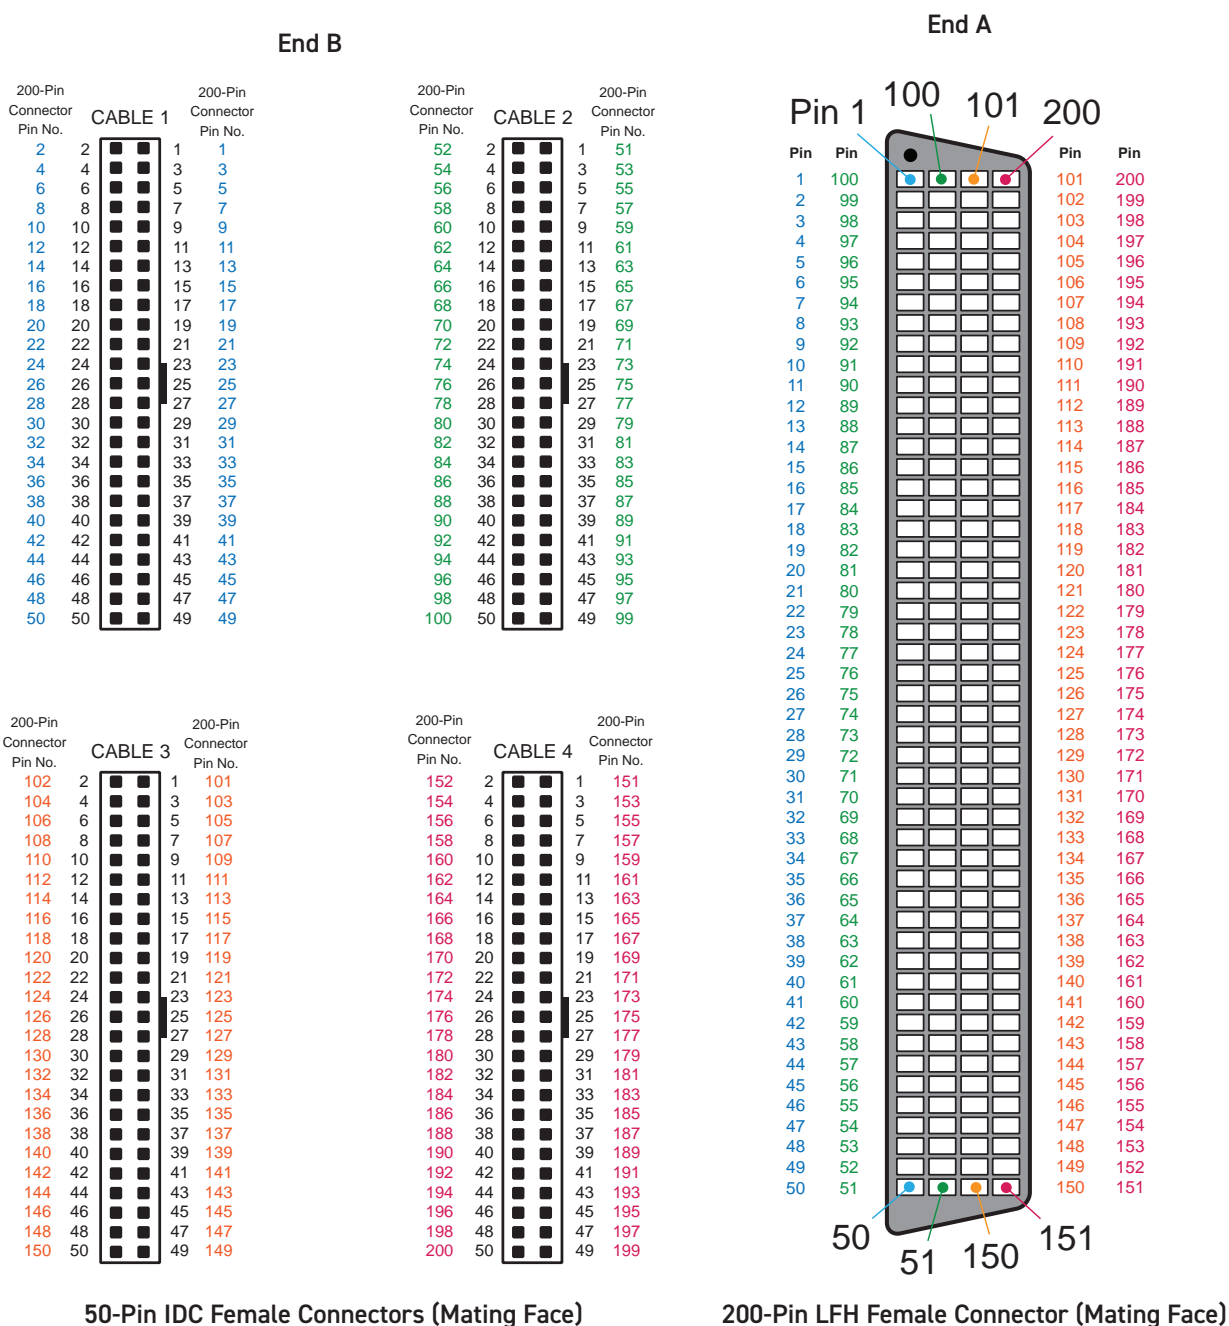 End B
End A
200-Pin
Connector
Pin No.
CABLE 1
200-Pin
Connector
Pin No.
2 2 1 1
4 4 3 3
6 6 5 5
8 8 7 7
10 10 9 9
12 12 11 11
14 14 13 13
16 16 15 15
18 18 17 17
20 20 19 19
22 22 21 21
24 24 23 23
26 26 25 25
28 28 27 27
30 30 29 29
32 32 31 31
34 34 33 33
36 36 35 35
38 38 37 37
40 40 39 39
42 42 41 41
44 44 43 43
46 46 45 45
48 48 47 47
50 50 49 49
200-Pin
Connector
Pin No.
CABLE 2
200-Pin
Connector
Pin No.
52 2 1 51
54 4 3 53
56 6 5 55
58 8 7 57
60 10 9 59
62 12 11 61
64 14 13 63
66 16 15 65
68 18 17 67
70 20 19 69
72 22 21 71
74 24 23 73
76 26 25 75
78 28 27 77
80 30 29 79
82 32 31 81
84 34 33 83
86 36 35 85
88 38 37 87
90 40 39 89
92 42 41 91
94 44 43 93
96 46 45 95
98 48 47 97
100 50 49 99
200-Pin
Connector
Pin No.
CABLE 3
200-Pin
Connector
Pin No.
102 2 1 101
104 4 3 103
106 6 5 105
108 8 7 107
110 10 9 109
112 12 11 111
114 14 13 113
116 16 15 115
118 18 17 117
120 20 19 119
122 22 21 121
124 24 23 123
126 26 25 125
128 28 27 127
130 30 29 129
132 32 31 131
134 34 33 133
136 36 35 135
138 38 37 137
140 40 39 139
142 42 41 141
144 44 43 143
146 46 45 145
148 48 47 147
150 50 49 149
200-Pin
Connector
Pin No.
CABLE 4
200-Pin
Connector
Pin No.
152 2 1 151
154 4 3 153
156 6 5 155
158 8 7 157
160 10 9 159
162 12 11 161
164 14 13 163
166 16 15 165
168 18 17 167
170 20 19 169
172 22 21 171
174 24 23 173
176 26 25 175
178 28 27 177
180 30 29 179
182 32 31 181
184 34 33 183
186 36 35 185
188 38 37 187
190 40 39 189
192 42 41 191
194 44 43 193
196 46 45 195
198 48 47 197
200 50 49 199
50-Pin IDC Female Connectors (Mating Face)
Pin 1 100 101 200
Pin Pin Pin Pin
1 100 101 200
2 99 102 199
3 98 103 198
4 97 104 197
5 96 105 196
6 95 106 195
7 94 107 194
8 93 108 193
9 92 109 192
10 91 110 191
11 90 111 190
12 89 112 189
13 88 113 188
14 87 114 187
15 86 115 186
16 85 116 185
17 84 117 184
18 83 118 183
19 82 119 182
20 81 120 181
21 80 121 180
22 79 122 179
23 78 123 178
24 77 124 177
25 76 125 176
26 75 126 175
27 74 127 174
28 73 128 173
29 72 129 172
30 71 130 171
31 70 131 170
32 69 132 169
33 68 133 168
34 67 134 167
35 66 135 166
36 65 136 165
37 64 137 164
38 63 138 163
39 62 139 162
40 61 140 161
41 60 141 160
42 59 142 159
43 58 143 158
44 57 144 157
45 56 145 156
46 55 146 155
47 54 147 154
48 53 148 153
49 52 149 152
50 51 150 151
50 51 150 151
200-Pin LFH Female Connector (Mating Face)